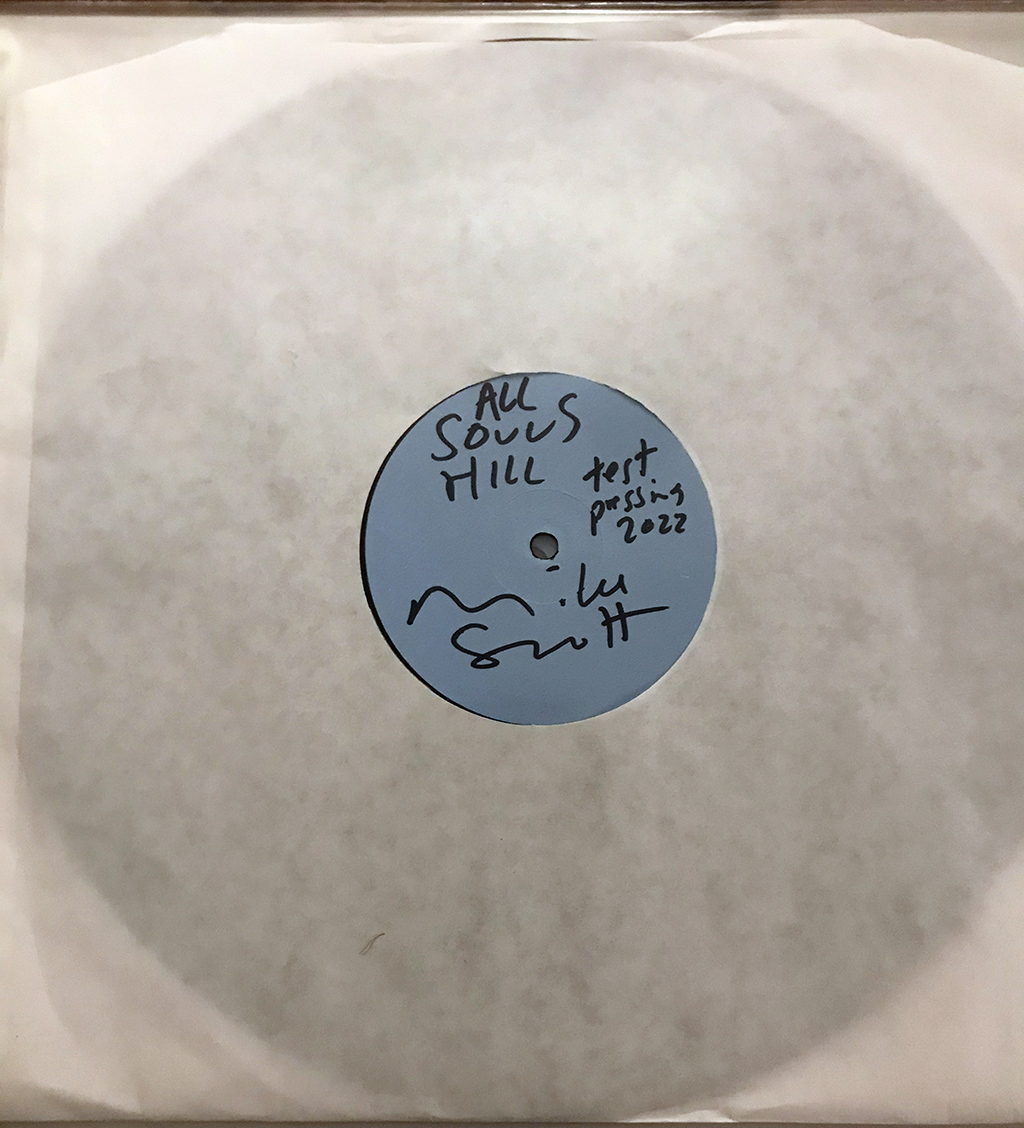 ALL
SOULS
HILL
test
pressing
2022
Mike
Scott